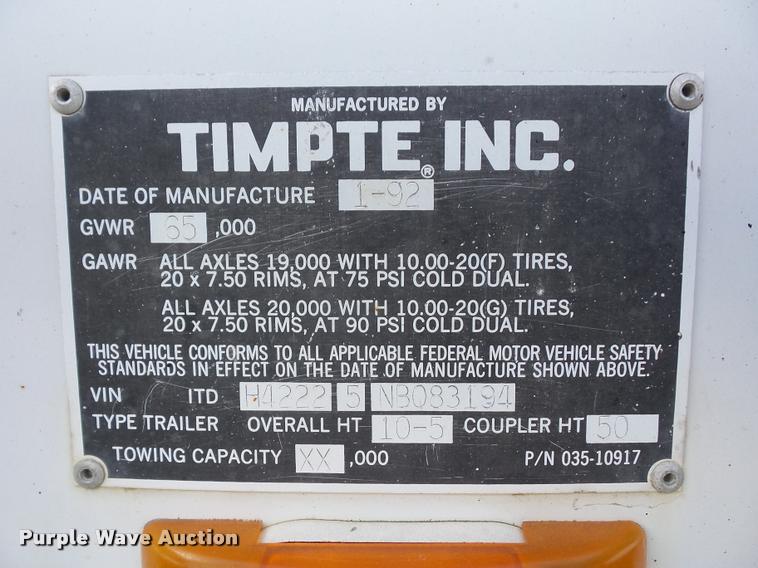 MANUFACTURED BY
TIMPTE® INC.
DATE OF MANUFACTURE 1-92
GVWR 65 ,000
GAWR ALL AXLES 19,000 WITH 10.00-20(F) TIRES,
20 x 7.50 RIMS, AT 75 PSI COLD DUAL.
ALL AXLES 20,000 WITH 10.00-20(G) TIRES,
20 x 7.50 RIMS, AT 90 PSI COLD DUAL.
THIS VEHICLE CONFORMS TO ALL APPLICABLE FEDERAL MOTOR VEHICLE SAFETY
STANDARDS IN EFFECT ON THE DATE OF MANUFACTURE SHOWN ABOVE.
VIN ITD H4222 5 NB083194
TYPE TRAILER OVERALL HT 10-5 COUPLER HT 50
TOWING CAPACITY XX ,000 P/N 035-10917
Purple Wave Auction